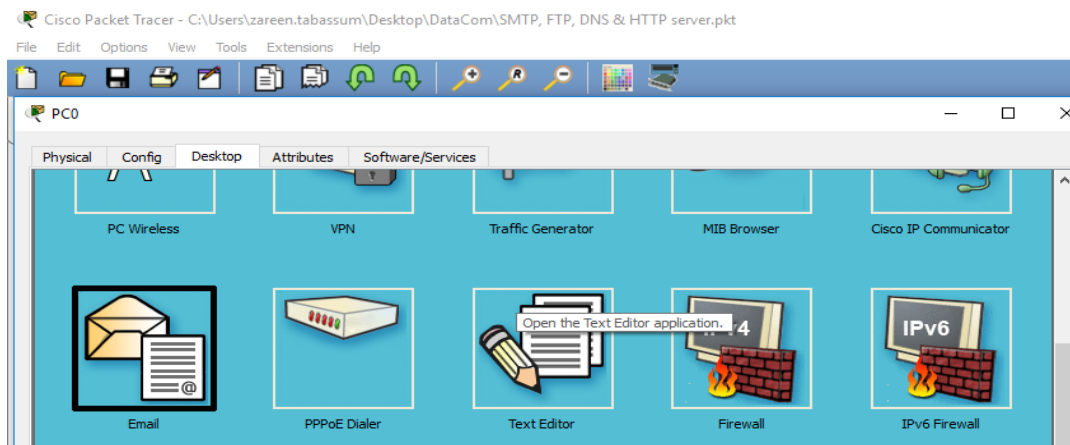 Cisco Packet Tracer - C:\Users\zareen.tabassum\Desktop\DataCom\SMTP, FTP, DNS & HTTP server.pkt
File Edit Options View Tools Extensions Help
R
PC0
Physical Config Desktop Attributes Software/Services
PC Wireless VPN Traffic Generator MIB Browser Cisco IP Communicator
Open the Text Editor application.
v4 IPv6
@
Email PPPoE Dialer Text Editor Firewall IPv6 Firewall